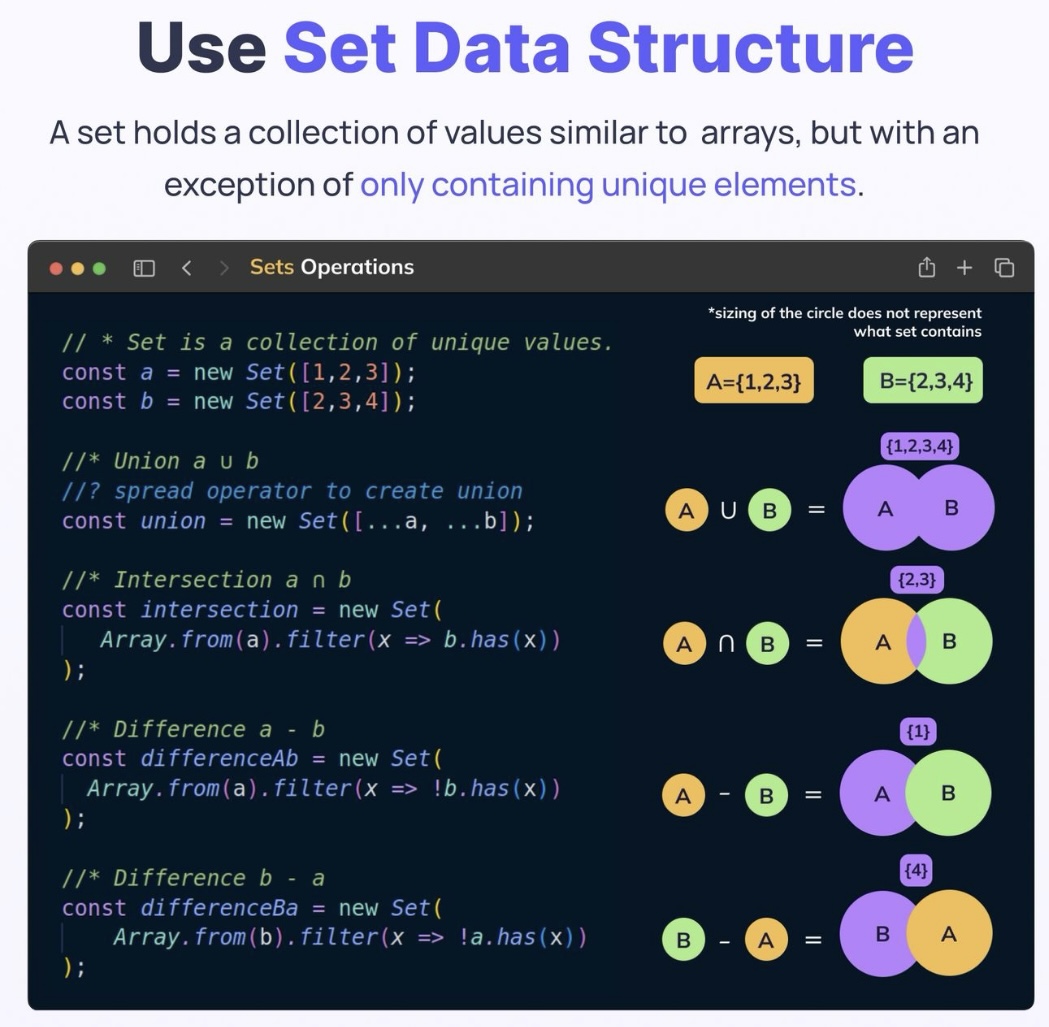 Use Set Data Structure
A set holds a collection of values similar to arrays, but with an
exception of only containing unique elements.
Sets Operations
*sizing of the circle does not represent
what set contains
// * Set is a collection of unique values.
const a = new Set([1,2,3]);
const b = new Set([2,3,4]);
A={1,2,3}
B={2,3,4}
//* Union a ∪ b
//? spread operator to create union
const union = new Set([...a, ...b]);
{1,2,3,4}
A ∪ B = A B
//* Intersection a ∩ b
const intersection = new Set(
Array.from(a).filter(x => b.has(x))
);
{2,3}
A ∩ B = A B
//* Difference a - b
const differenceAb = new Set(
Array.from(a).filter(x => !b.has(x))
);
{1}
A - B = A B
//* Difference b - a
const differenceBa = new Set(
Array.from(b).filter(x => !a.has(x))
);
{4}
B - A = B A